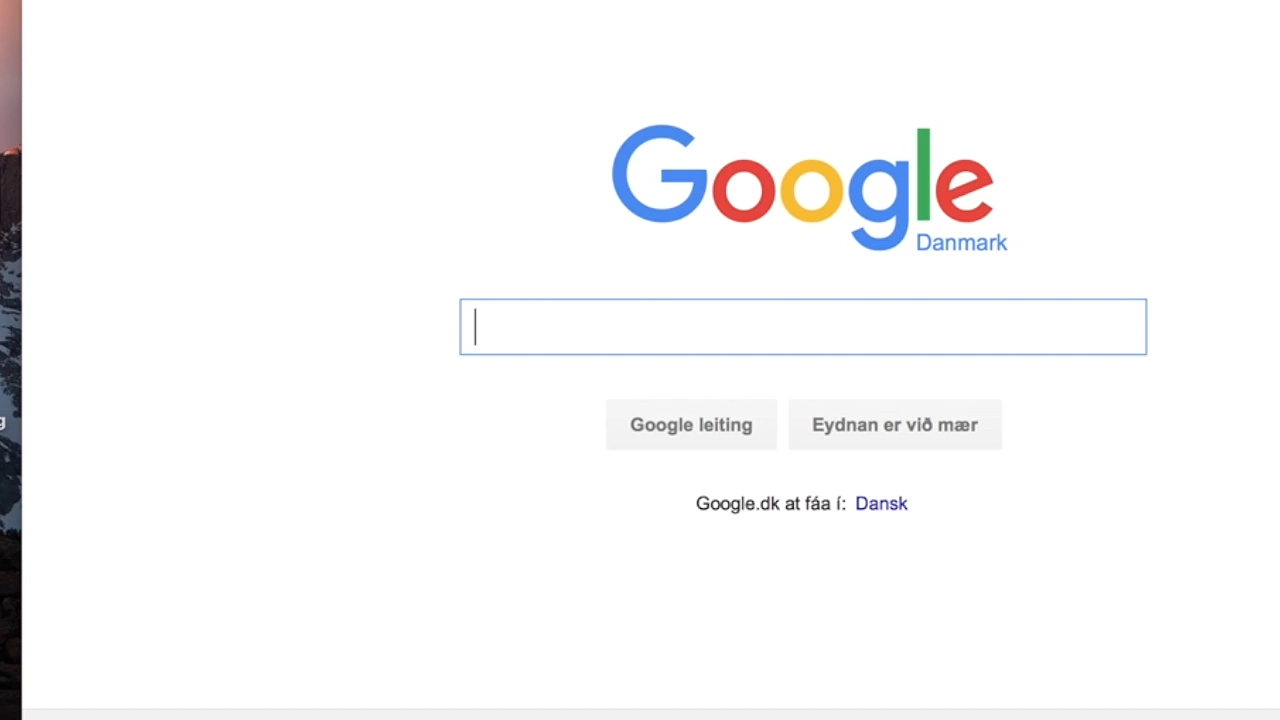 Google
Danmark
Google leiting
Eydnan er við mær
Google.dk at fáa í: Dansk